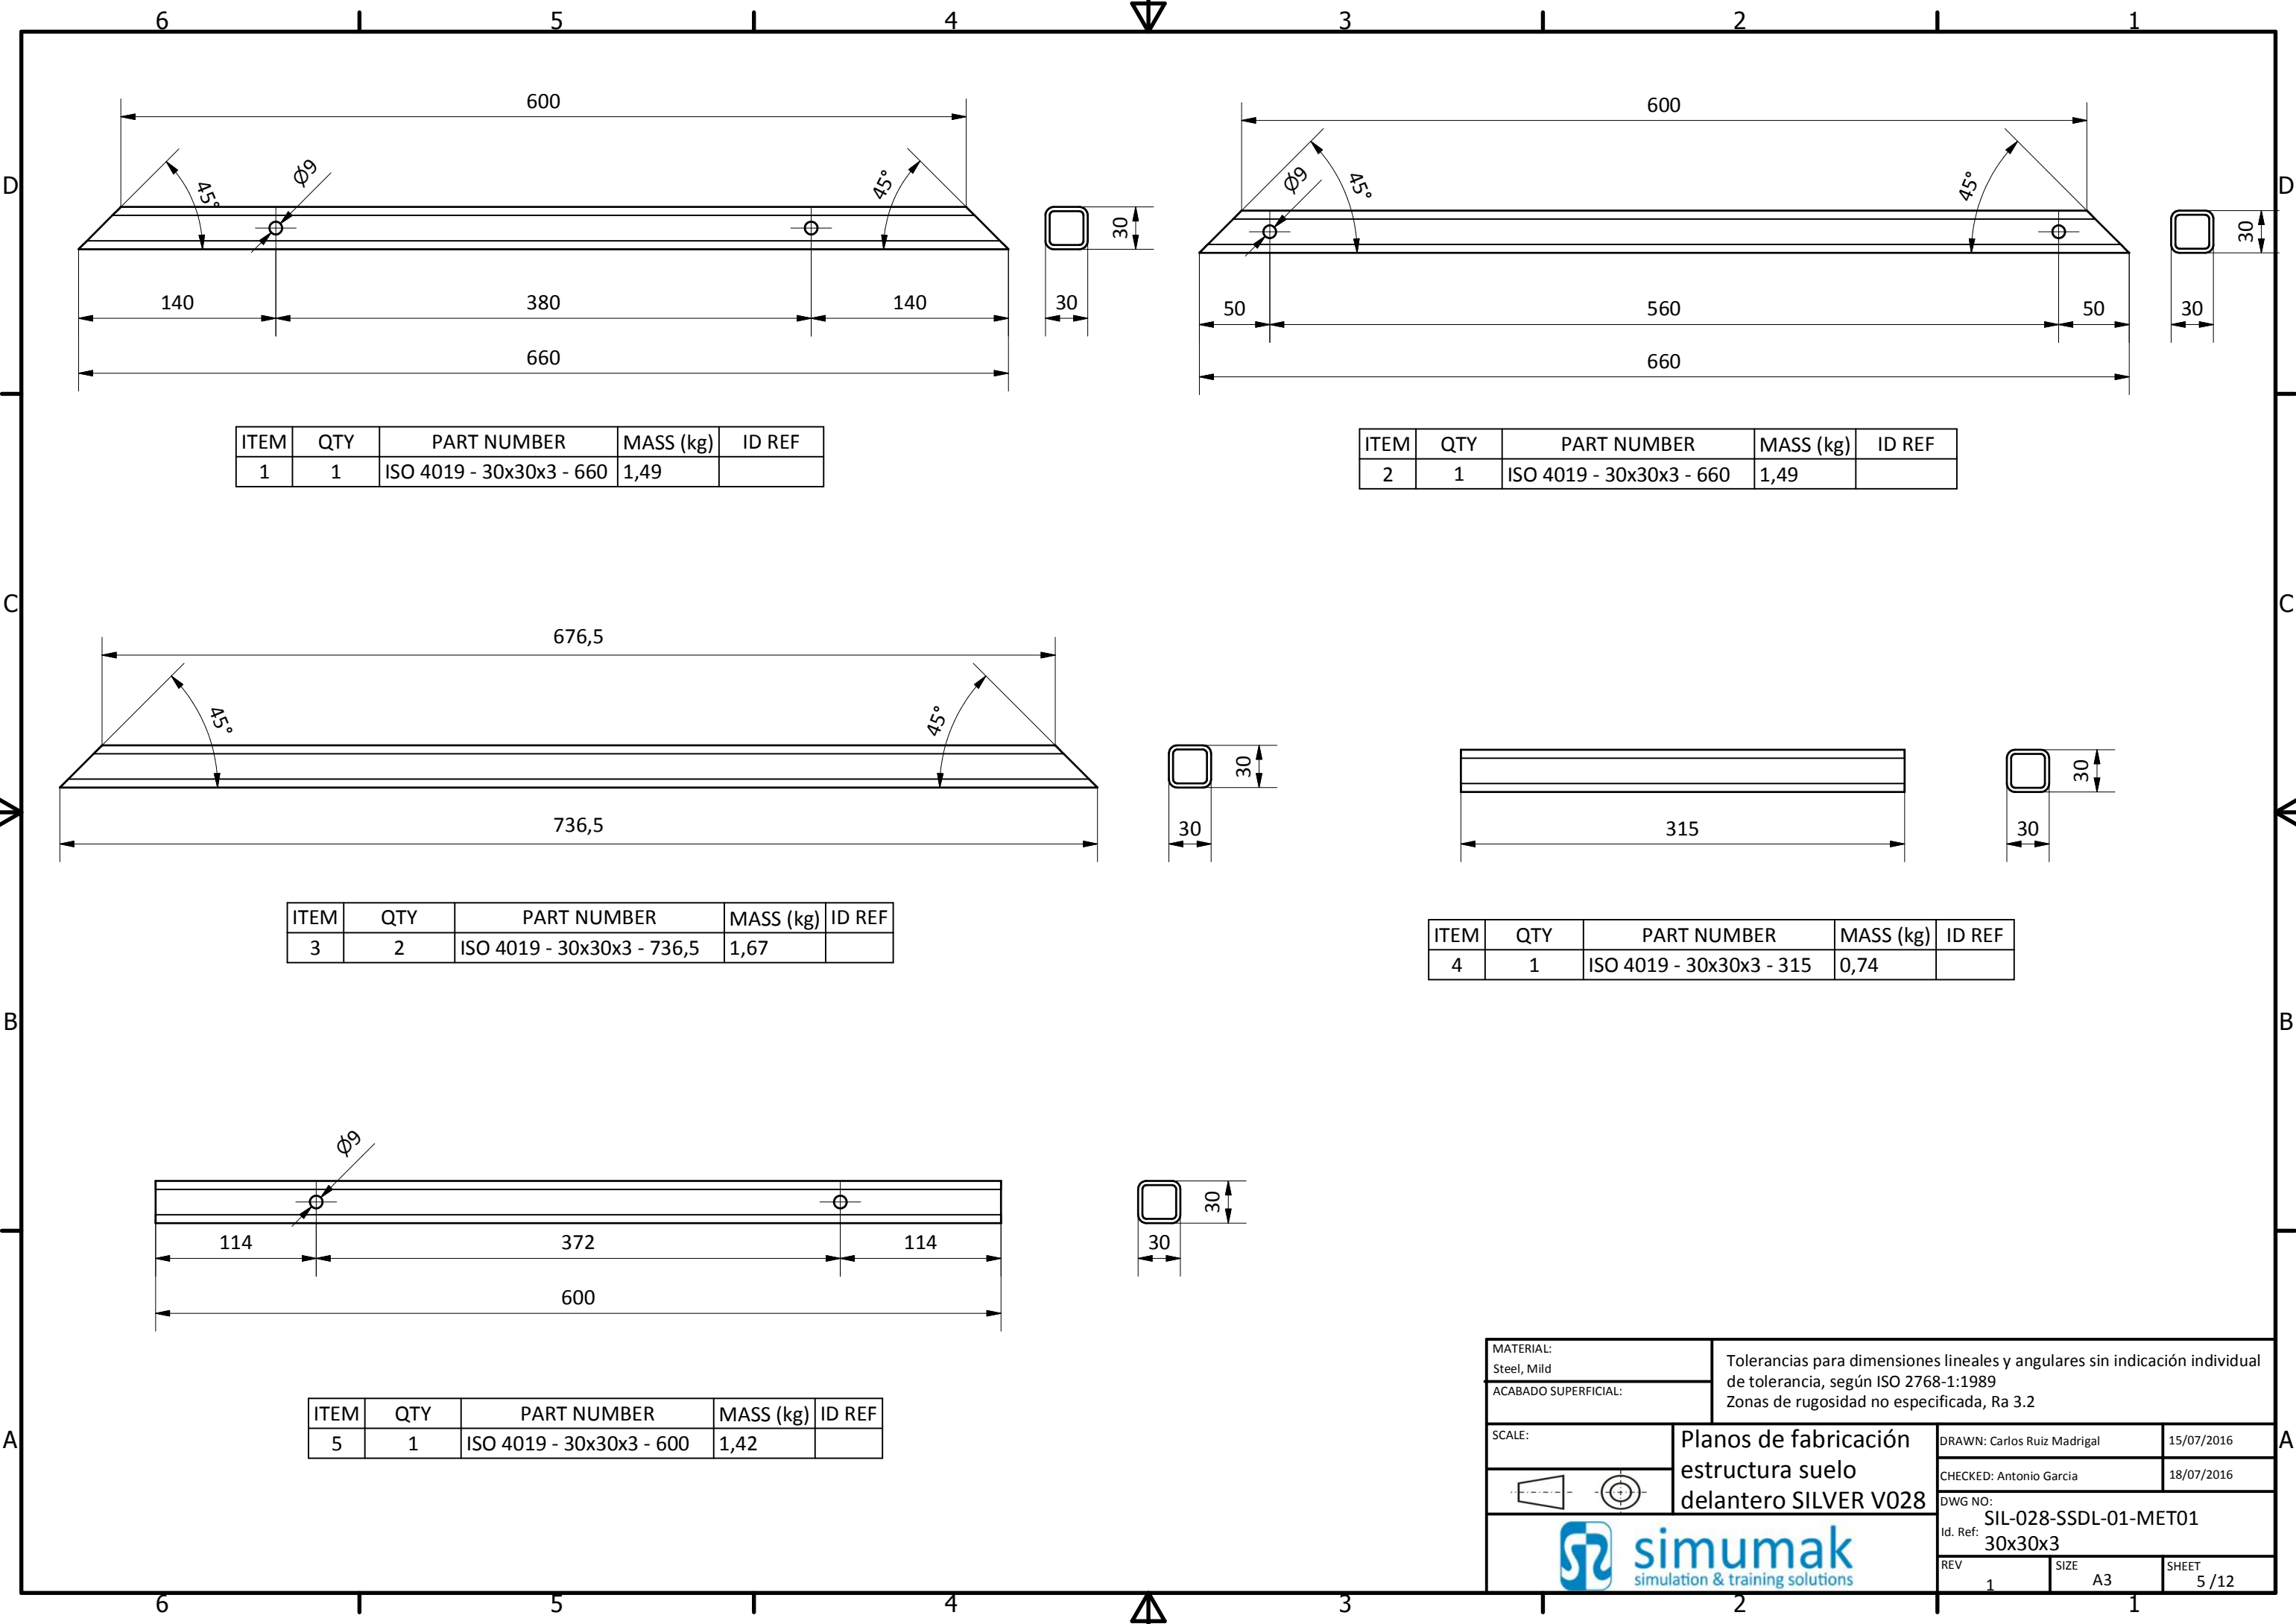 6 5 4 3 2 1
D D
C C
B B
A A
600
45°
Ø9
45°
30
140 380 140 30
660
ITEM QTY PART NUMBER MASS (kg) ID REF
1 1 ISO 4019 - 30x30x3 - 660 1,49
600
45°
Ø9
45°
30
50 560 50 30
660
ITEM QTY PART NUMBER MASS (kg) ID REF
2 1 ISO 4019 - 30x30x3 - 660 1,49
676,5
45° 45°
30
736,5 30
ITEM QTY PART NUMBER MASS (kg) ID REF
3 2 ISO 4019 - 30x30x3 - 736,5 1,67
30
315 30
ITEM QTY PART NUMBER MASS (kg) ID REF
4 1 ISO 4019 - 30x30x3 - 315 0,74
Ø9
30
114 372 114 30
600
ITEM QTY PART NUMBER MASS (kg) ID REF
5 1 ISO 4019 - 30x30x3 - 600 1,42
MATERIAL:
Steel, Mild
ACABADO SUPERFICIAL:
Tolerancias para dimensiones lineales y angulares sin indicación individual
de tolerancia, según ISO 2768-1:1989
Zonas de rugosidad no especificada, Ra 3.2
SCALE:
Planos de fabricación
estructura suelo
delantero SILVER V028
DRAWN: Carlos Ruiz Madrigal 15/07/2016
CHECKED: Antonio Garcia 18/07/2016
DWG NO:
SIL-028-SSDL-01-MET01
Id. Ref:
30x30x3
REV SIZE SHEET
1 A3 5 /12
simumak
simulation & training solutions
6 5 4 3 2 1